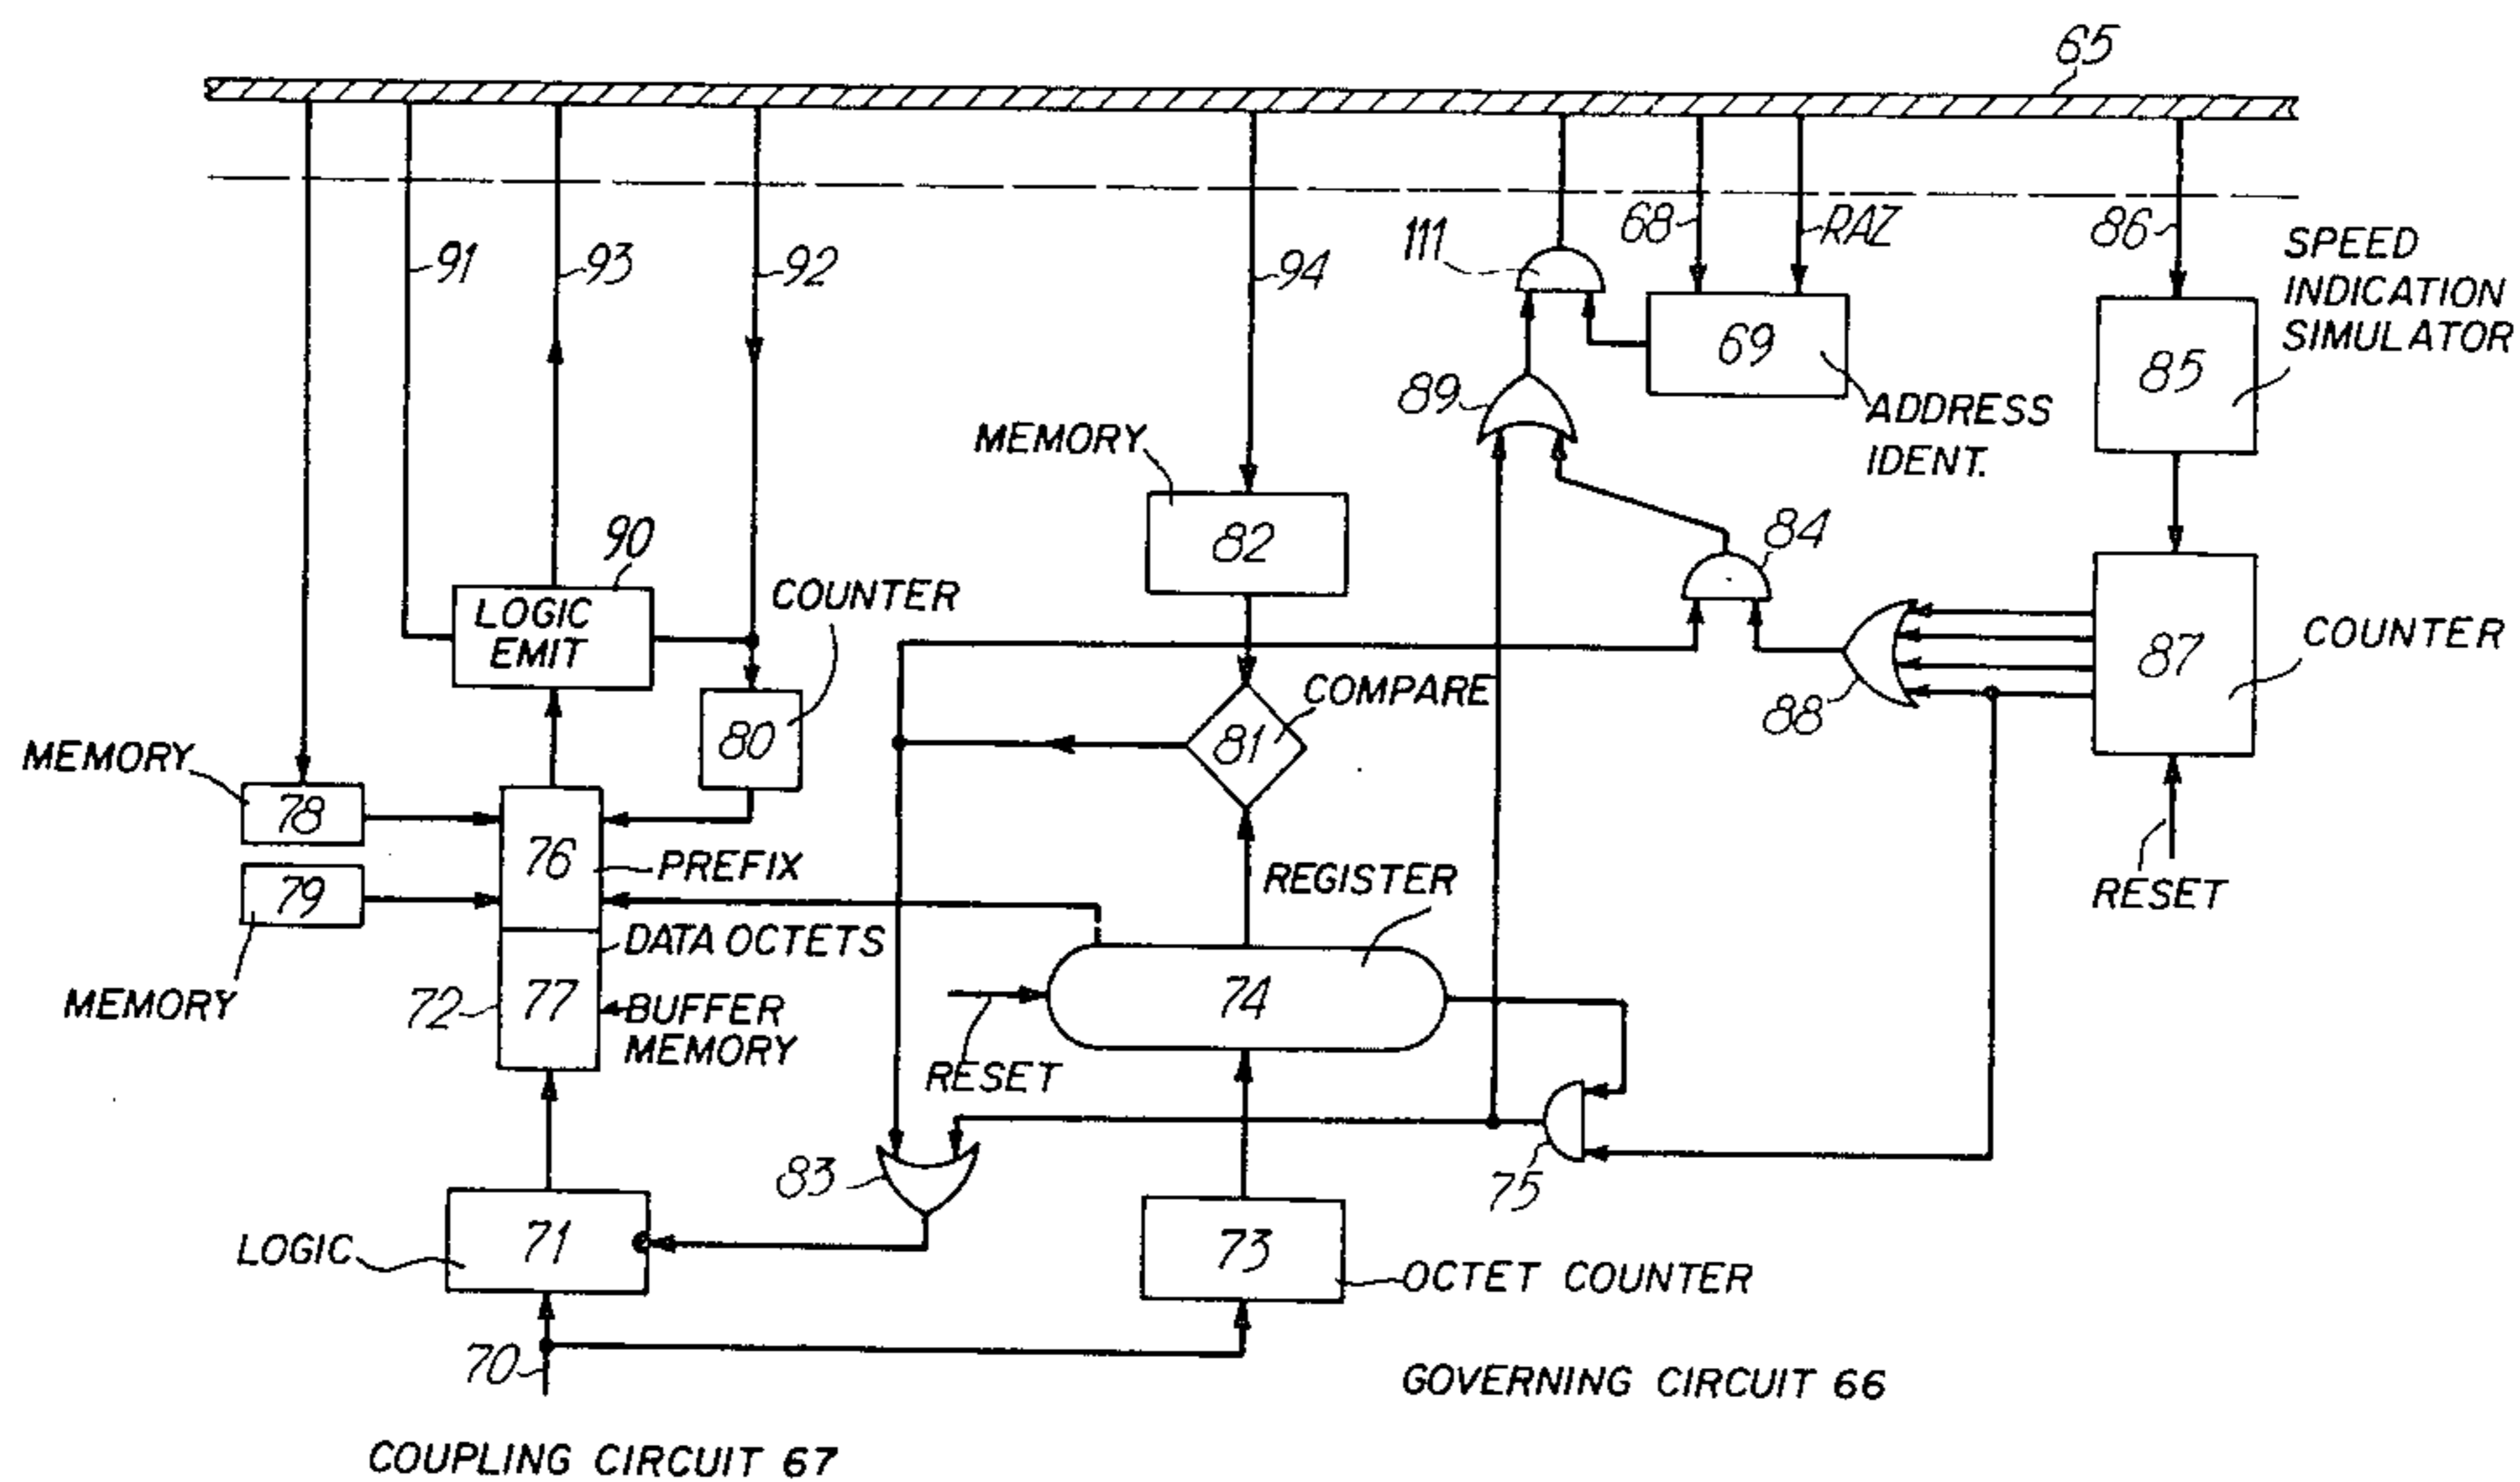 65
91
93
92
94
111
68
RAZ
86
SPEED
INDICATION
SIMULATOR
69
85
89
ADDRESS
IDENT.
MEMORY
82
84
90
LOGIC
EMIT
COUNTER
80
COMPARE
81
88
87
COUNTER
MEMORY
78
79
MEMORY
76
PREFIX
DATA OCTETS
72
77
BUFFER
MEMORY
REGISTER
74
RESET
RESET
75
83
LOGIC
71
73
OCTET COUNTER
70
GOVERNING CIRCUIT 66
COUPLING CIRCUIT 67